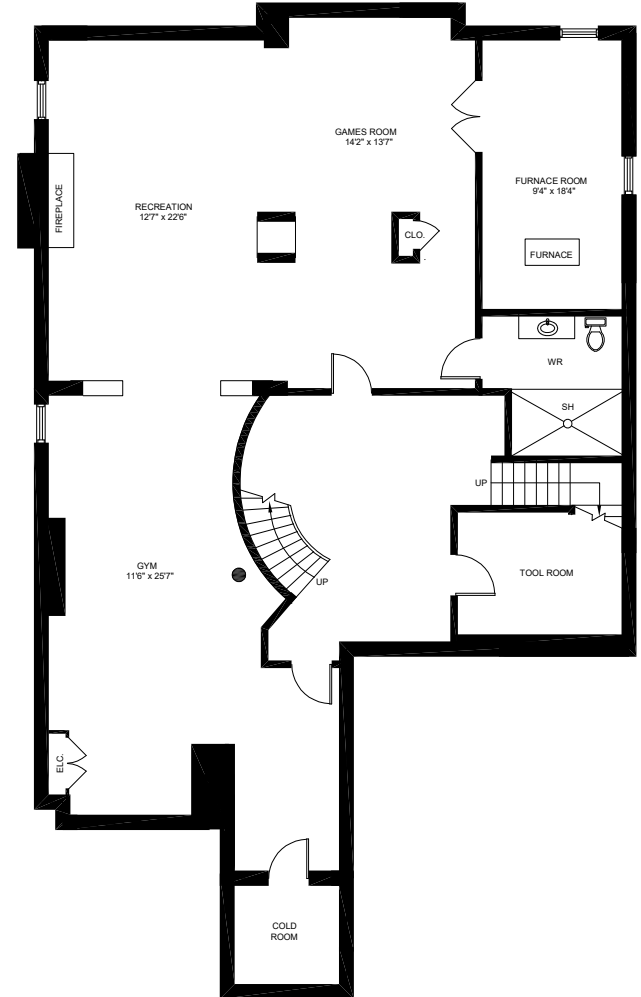 GAMES ROOM
14'2" x 13'7"
FURNACE ROOM
9'4" x 18'4"
FIREPLACE
RECREATION
12'7" x 22'6"
CLO.
FURNACE
WR
SH
UP
GYM
11'6" x 25'7"
UP
TOOL ROOM
ELC.
COLD
ROOM